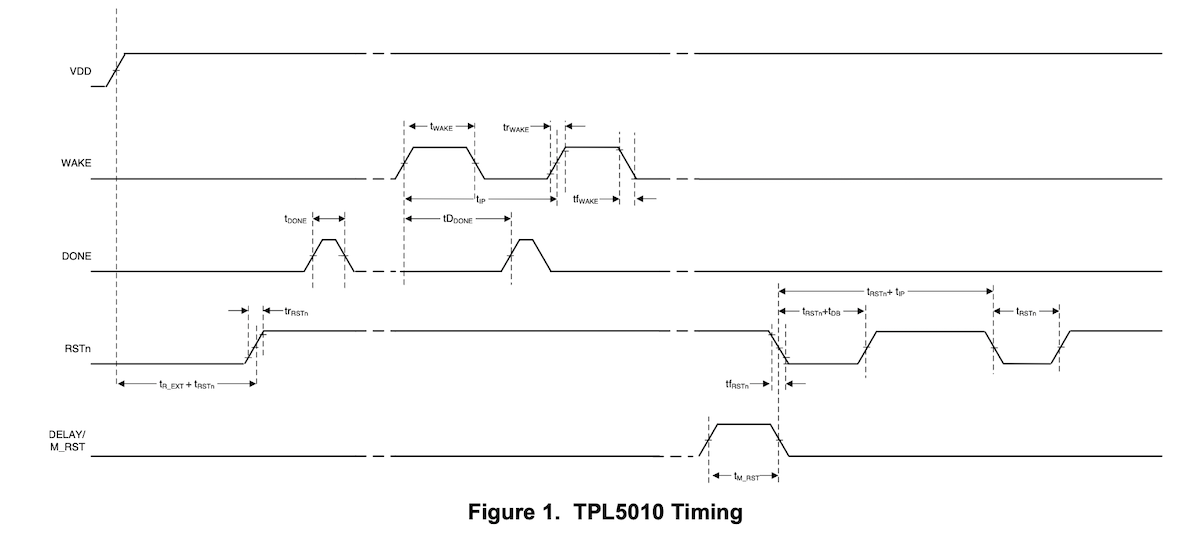 VDD
tWAKE
trWAKE
WAKE
tIP
tfWAKE
tDONE
tDDONE
DONE
tRSTn+ tIP
trRSTn
tRSTn+tDB
tRSTn
RSTn
tR_EXT + tRSTn
tfRSTn
DELAY/
M_RST
tM_RST
Figure 1. TPL5010 Timing